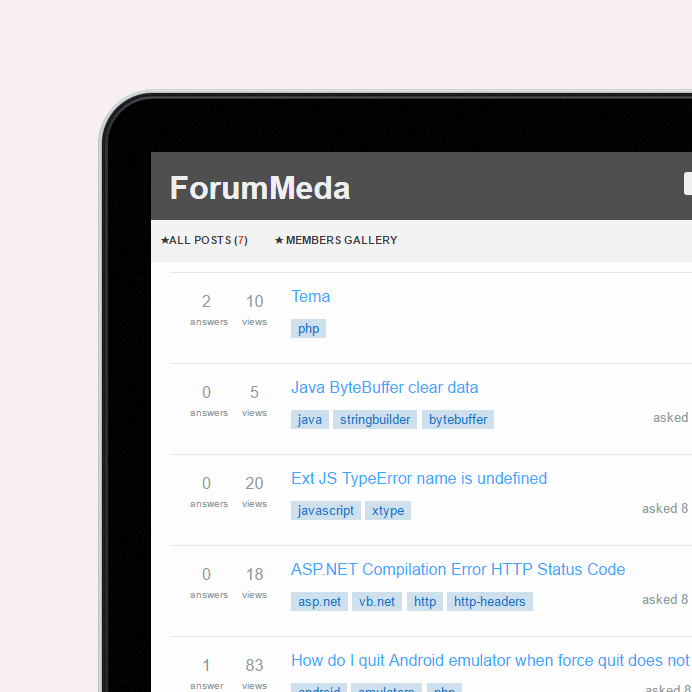 ForumMeda
★ALL POSTS (7) ★ MEMBERS GALLERY
2 10 Tema
answers views
php
0 5 Java ByteBuffer clear data
answers views
java stringbuilder bytebuffer asked
0 20 Ext JS TypeError name is undefined
answers views
javascript xtype asked 8
0 18 ASP.NET Compilation Error HTTP Status Code
answers views
asp.net vb.net http http-headers asked 8
1 83 How do I quit Android emulator when force quit does not
answer views
android emulators php asked 8